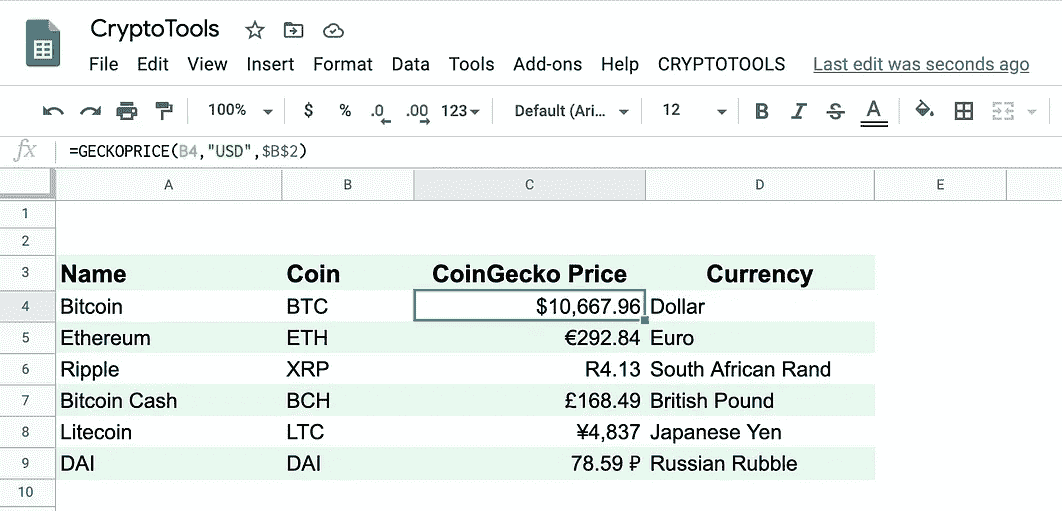 CryptoTools
File Edit View Insert Format Data Tools Add-ons Help CRYPTOTOOLS Last edit was seconds ago
100% $ % .0 .00 123 Default (Ari... 12 B I S A
fx =GECKOPRICE(B4,"USD",$B$2)
A B C D E
1
2
3 Name Coin CoinGecko Price Currency
4 Bitcoin BTC $10,667.96 Dollar
5 Ethereum ETH €292.84 Euro
6 Ripple XRP R4.13 South African Rand
7 Bitcoin Cash BCH £168.49 British Pound
8 Litecoin LTC ¥4,837 Japanese Yen
9 DAI DAI 78.59 ₽ Russian Rubble
10